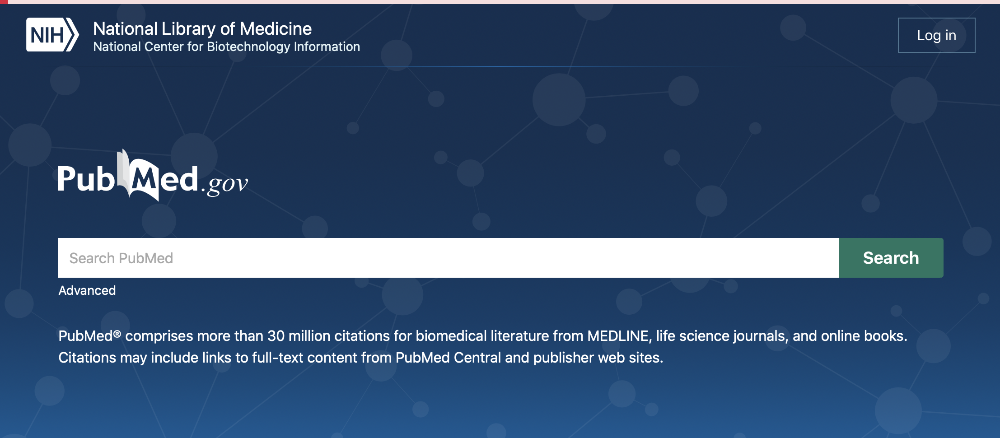 NIH
National Library of Medicine
National Center for Biotechnology Information
Log in
PubMed.gov
Search PubMed
Search
Advanced
PubMed® comprises more than 30 million citations for biomedical literature from MEDLINE, life science journals, and online books.
Citations may include links to full-text content from PubMed Central and publisher web sites.